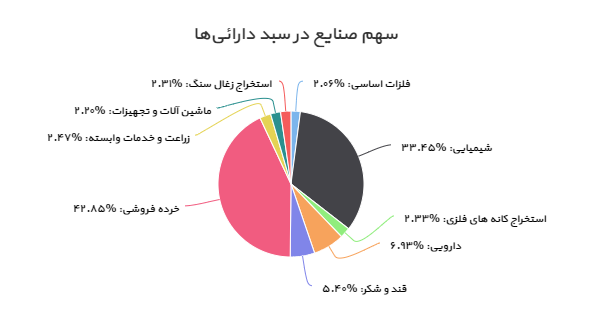 سهم صنایع در سبد دارائی‌ها
فلزات اساسی: ۲.۰۶%
استخراج زغال سنگ: ۲.۳۱%
ماشین آلات و تجهیزات: ۲.۲۰%
زراعت و خدمات وابسته: ۲.۴۷%
شیمیایی: ۳۳.۴۵%
خرده فروشی: ۴۲.۸۵%
استخراج کانه های فلزی: ۲.۳۳%
دارویی: ۶.۹۳%
قند و شکر: ۵.۴۰%